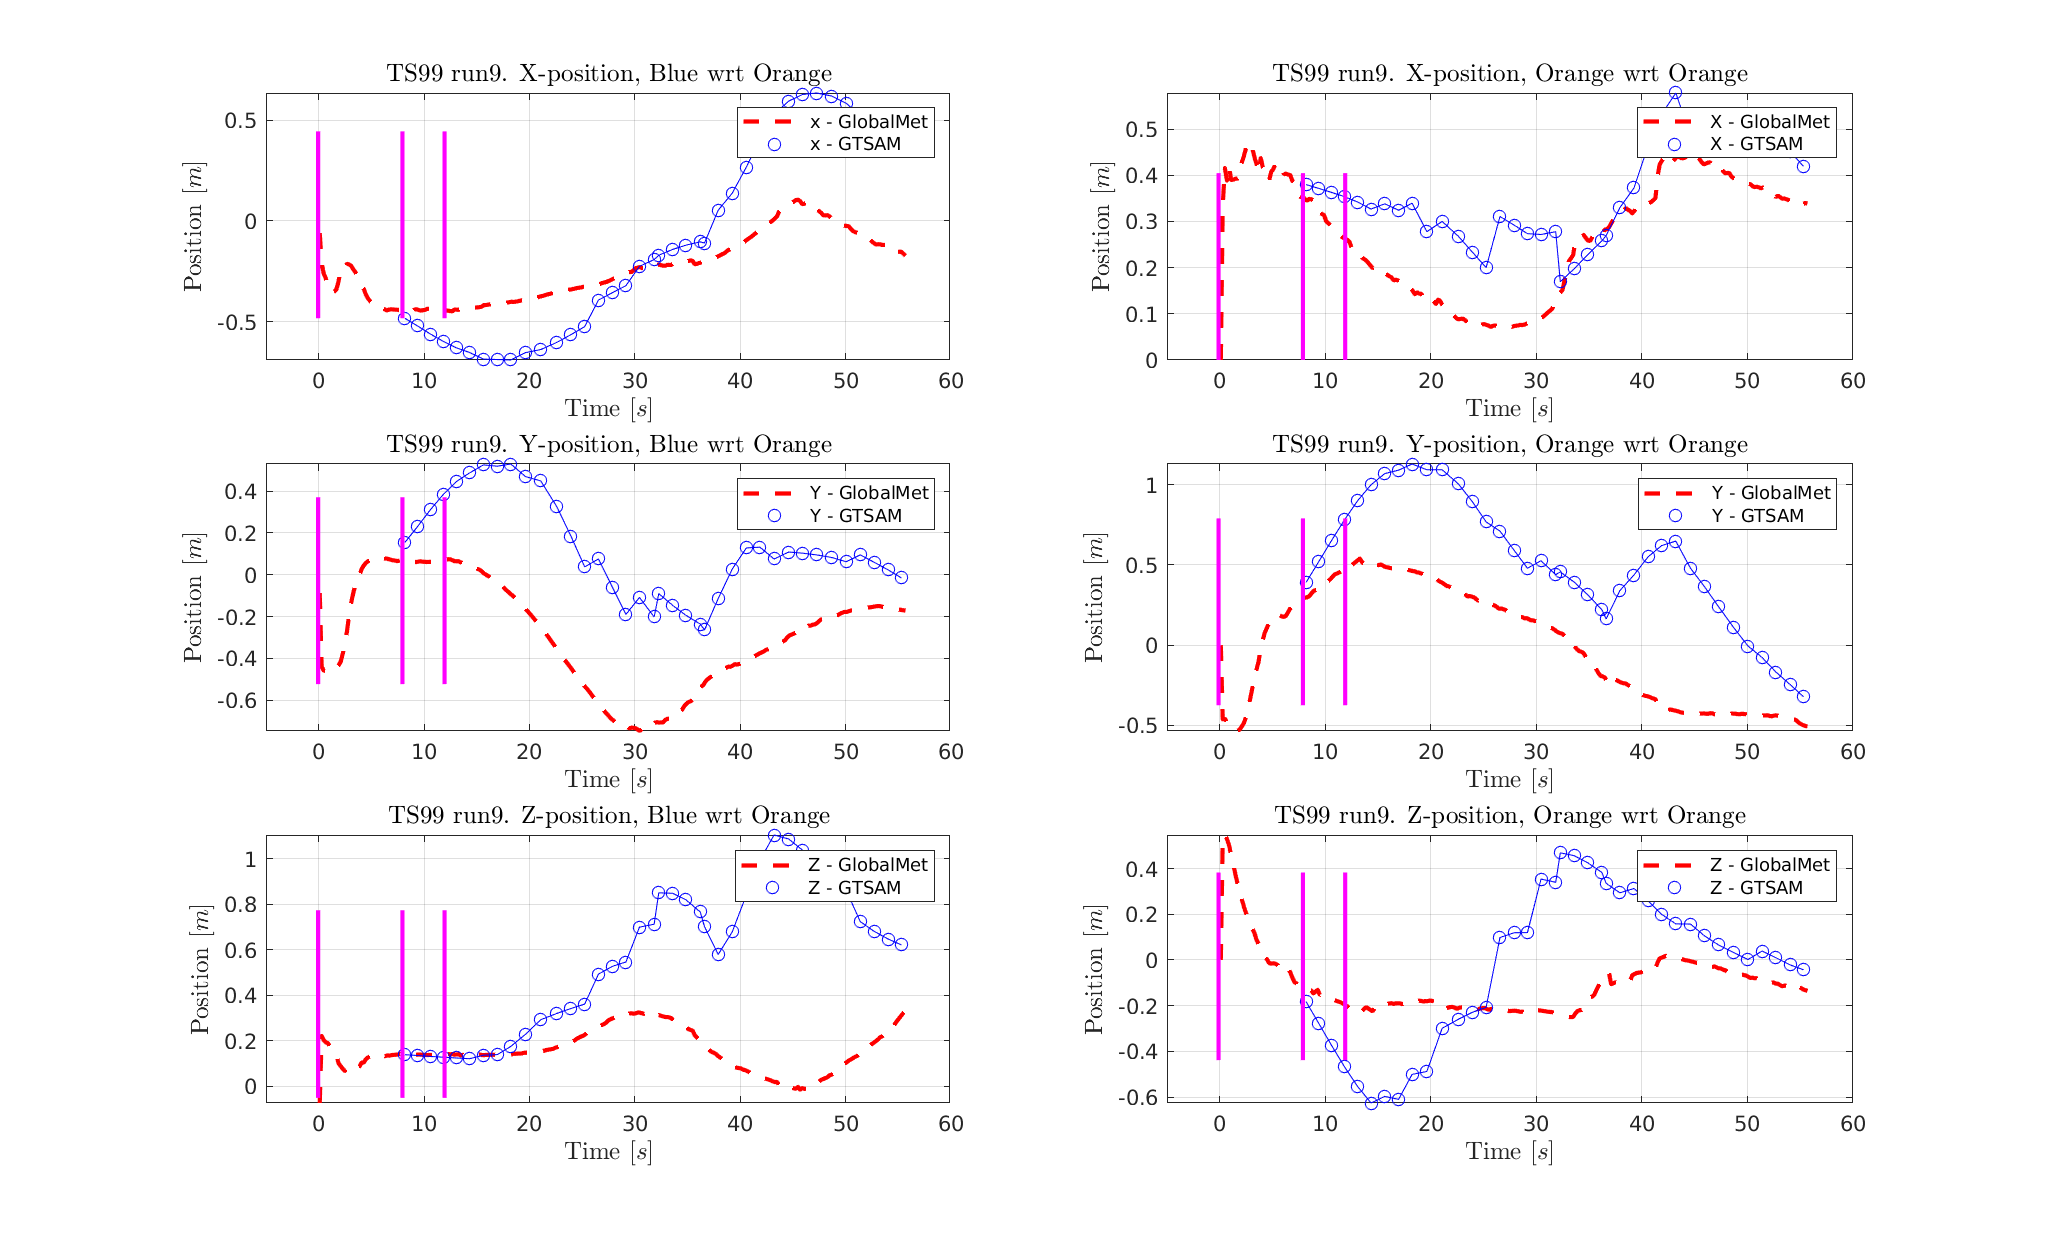 TS99 run9. X-position, Blue wrt Orange
0.5
0
-0.5
Position [m]
x - GlobalMet
x - GTSAM
0 10 20 30 40 50 60
Time [s]
TS99 run9. X-position, Orange wrt Orange
0.5
0.4
0.3
0.2
0.1
0
Position [m]
X - GlobalMet
X - GTSAM
0 10 20 30 40 50 60
Time [s]
TS99 run9. Y-position, Blue wrt Orange
0.4
0.2
0
-0.2
-0.4
-0.6
Position [m]
Y - GlobalMet
Y - GTSAM
0 10 20 30 40 50 60
Time [s]
TS99 run9. Y-position, Orange wrt Orange
1
0.5
0
-0.5
Position [m]
Y - GlobalMet
Y - GTSAM
0 10 20 30 40 50 60
Time [s]
TS99 run9. Z-position, Blue wrt Orange
1
0.8
0.6
0.4
0.2
0
Position [m]
Z - GlobalMet
Z - GTSAM
0 10 20 30 40 50 60
Time [s]
TS99 run9. Z-position, Orange wrt Orange
0.4
0.2
0
-0.2
-0.4
-0.6
Position [m]
Z - GlobalMet
Z - GTSAM
0 10 20 30 40 50 60
Time [s]